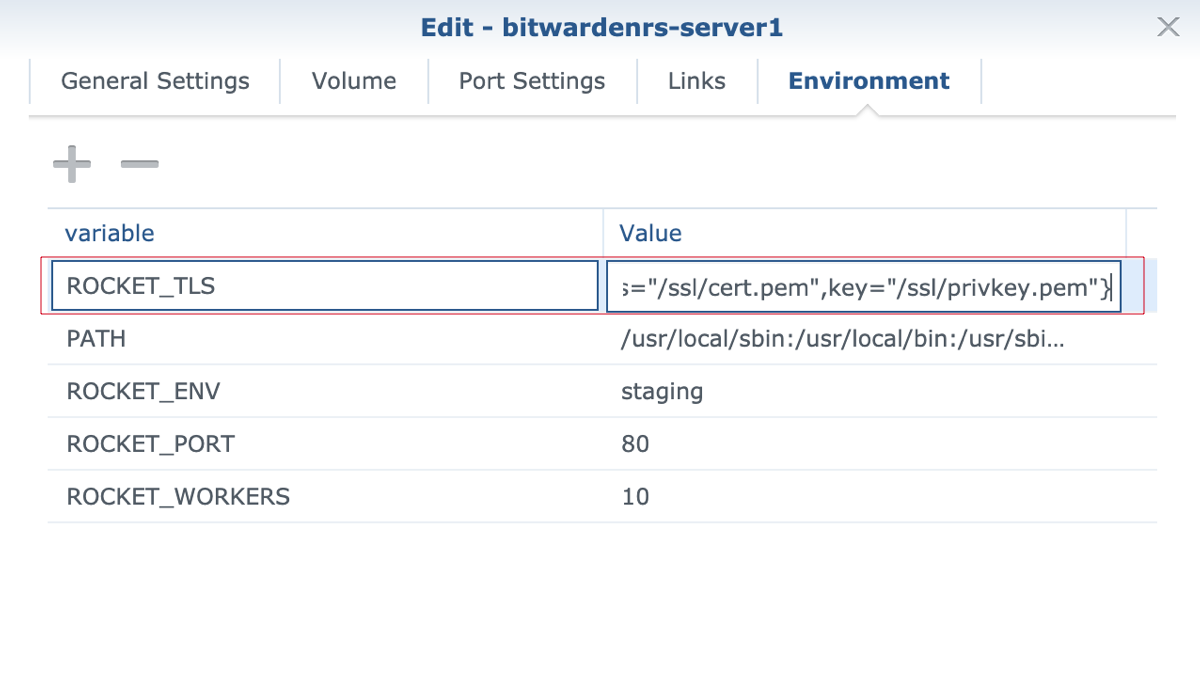 Edit - bitwardenrs-server1
General Settings Volume Port Settings Links Environment
variable Value
ROCKET_TLS s="/ssl/cert.pem",key="/ssl/privkey.pem"}
PATH /usr/local/sbin:/usr/local/bin:/usr/sbi...
ROCKET_ENV staging
ROCKET_PORT 80
ROCKET_WORKERS 10